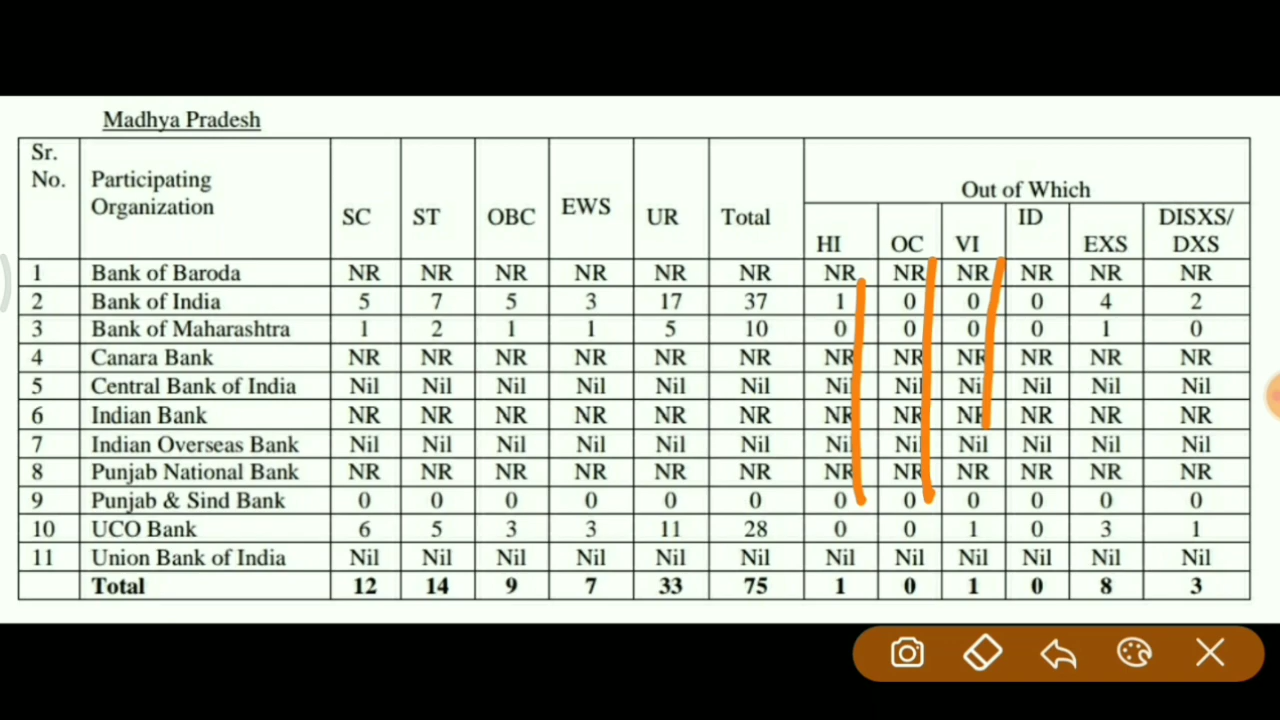 Madhya Pradesh
Sr. No. Participating Organization SC ST OBC EWS UR Total Out of Which
HI OC VI ID EXS DISXS/ DXS
1 Bank of Baroda NR NR NR NR NR NR NR NR NR NR NR NR
2 Bank of India 5 7 5 3 17 37 1 0 0 0 4 2
3 Bank of Maharashtra 1 2 1 1 5 10 0 0 0 0 1 0
4 Canara Bank NR NR NR NR NR NR NR NR NR NR NR NR
5 Central Bank of India Nil Nil Nil Nil Nil Nil Nil Nil Nil Nil Nil Nil
6 Indian Bank NR NR NR NR NR NR NR NR NR NR NR NR
7 Indian Overseas Bank Nil Nil Nil Nil Nil Nil Nil Nil Nil Nil Nil Nil
8 Punjab National Bank NR NR NR NR NR NR NR NR NR NR NR NR
9 Punjab & Sind Bank 0 0 0 0 0 0 0 0 0 0 0 0
10 UCO Bank 6 5 3 3 11 28 0 0 1 0 3 1
11 Union Bank of India Nil Nil Nil Nil Nil Nil Nil Nil Nil Nil Nil Nil
Total 12 14 9 7 33 75 1 0 1 0 8 3